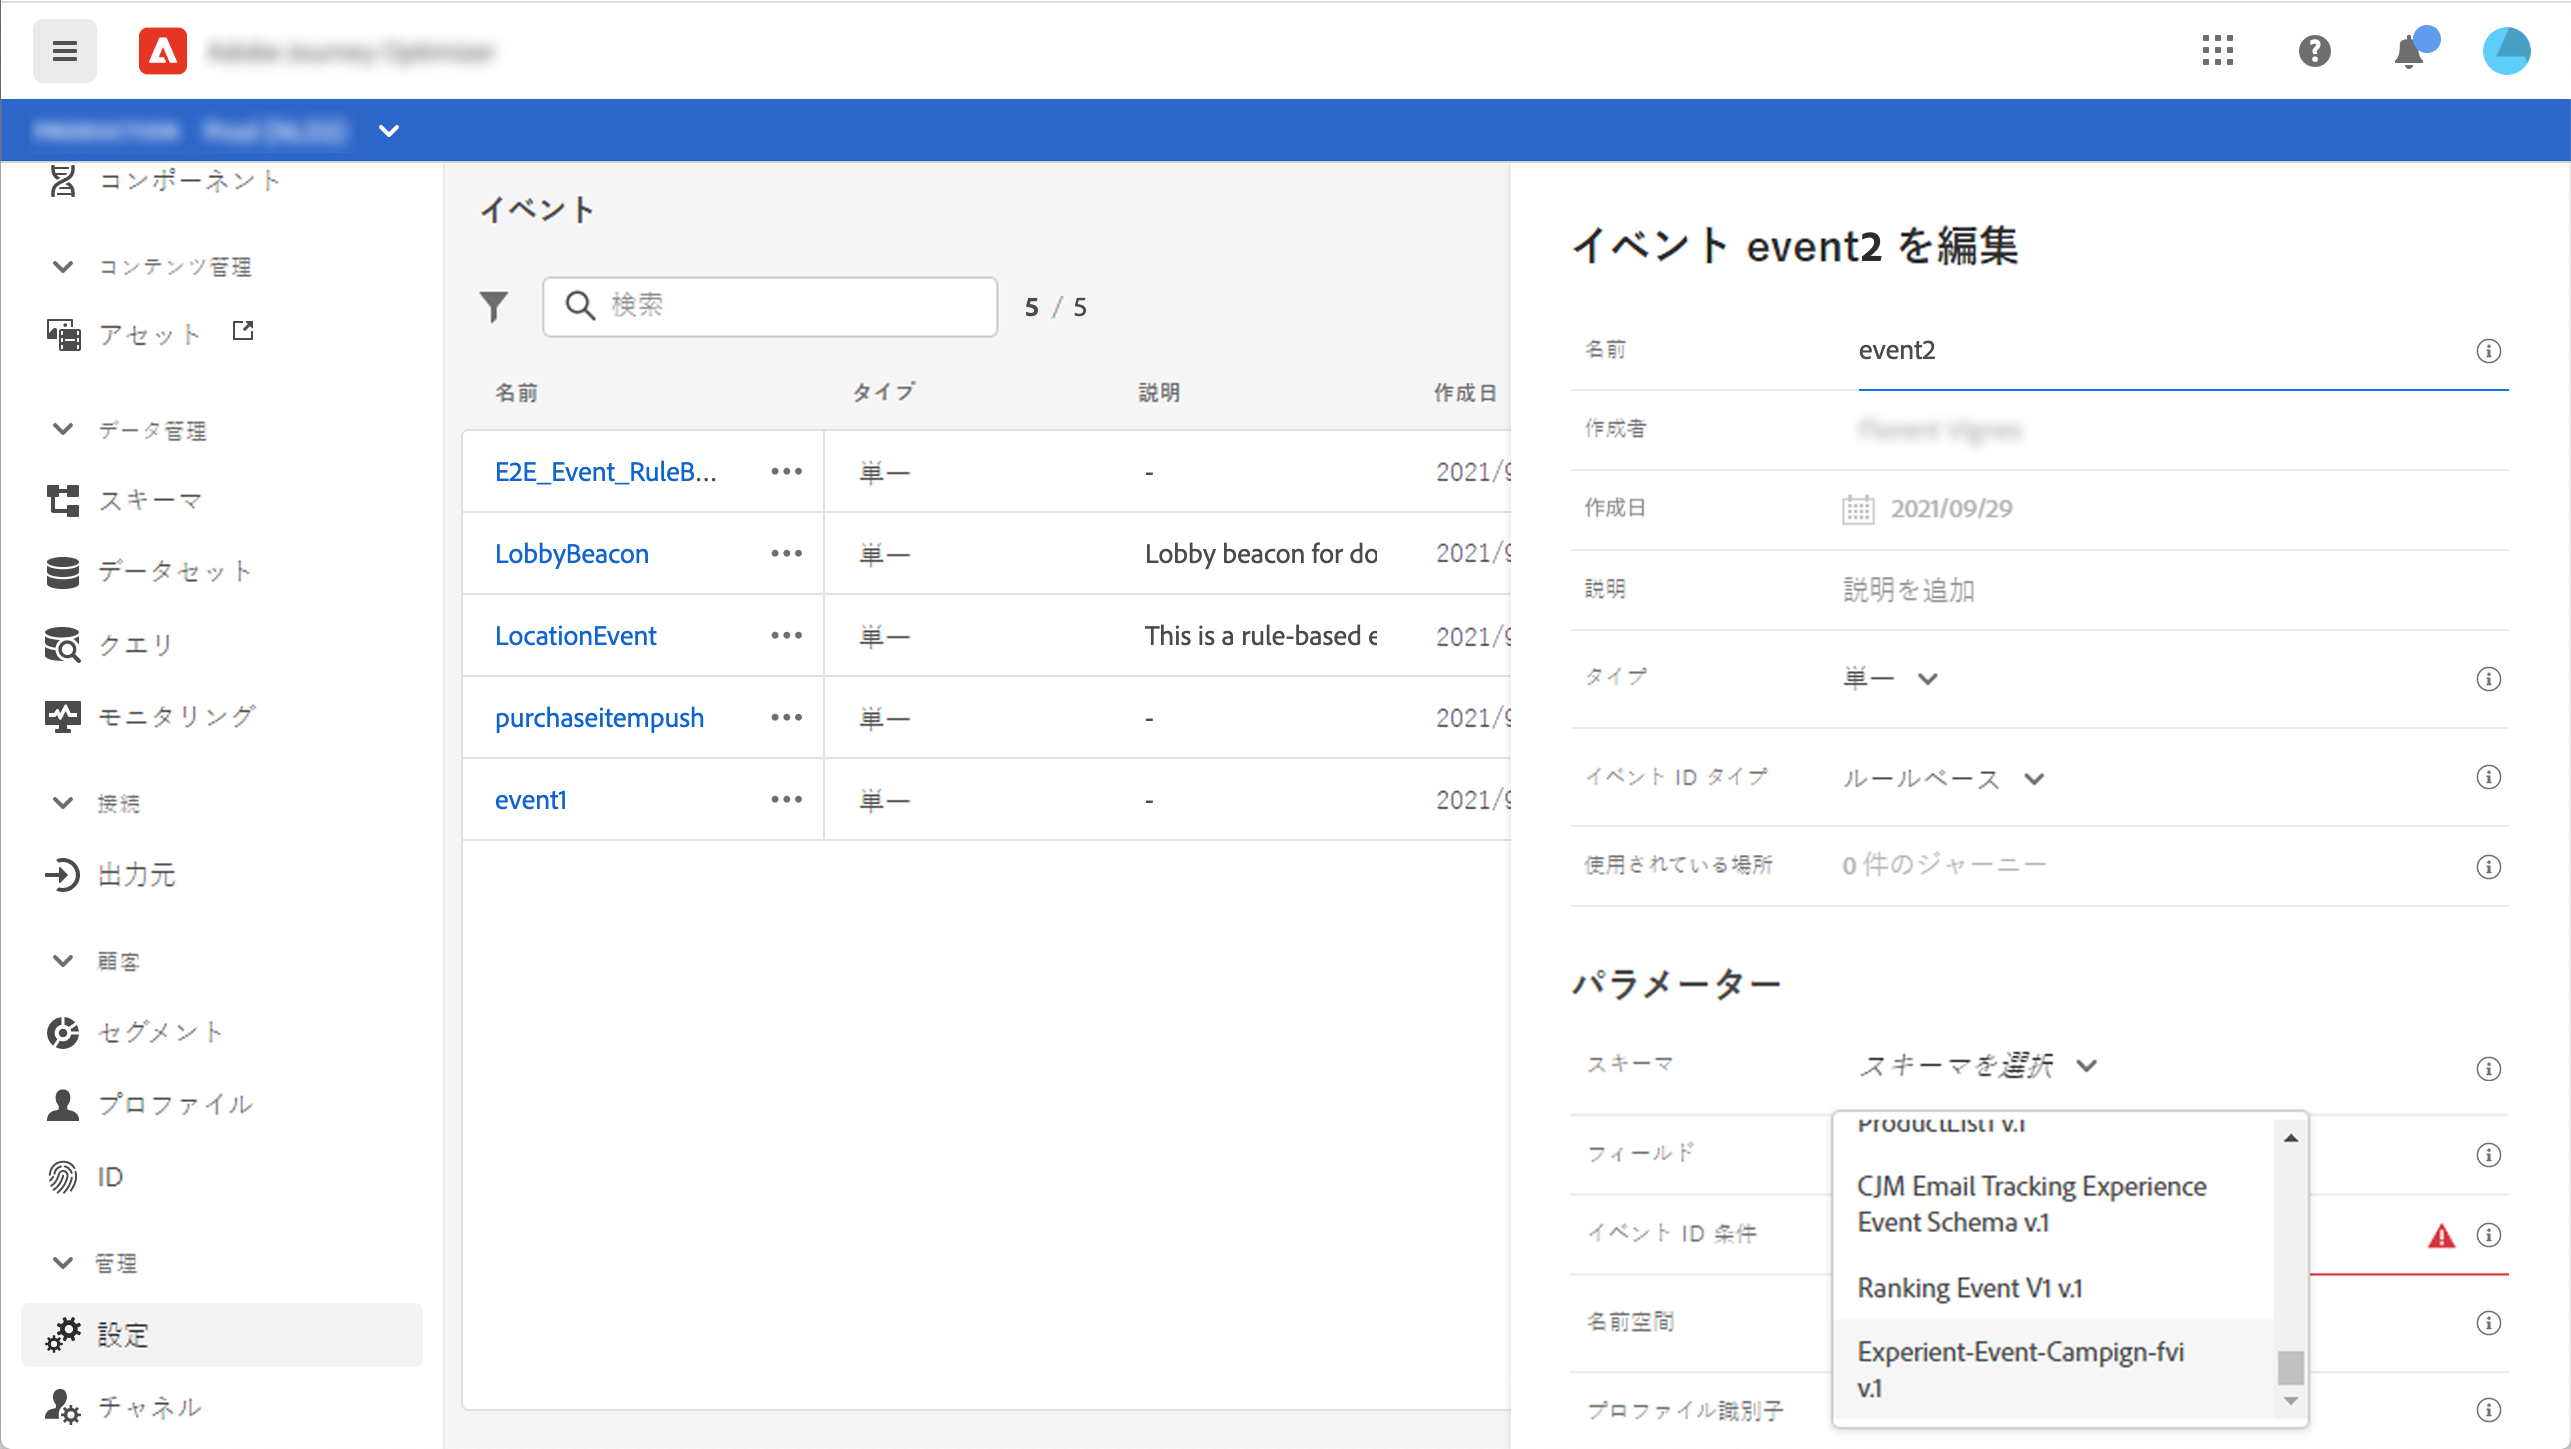 コンポーネント
コンテンツ管理
アセット
データ管理
スキーマ
データセット
クエリ
モニタリング
接続
出力元
顧客
セグメント
プロファイル
ID
管理
設定
チャネル
イベント
検索
5 / 5
名前 タイプ 説明 作成日
E2E_Event_RuleB... 単一 - 2021/9
LobbyBeacon 単一 Lobby beacon for do 2021/9
LocationEvent 単一 This is a rule-based e 2021/9
purchaseitempush 単一 - 2021/9
event1 単一 - 2021/9
イベント event2 を編集
名前 event2
作成者
作成日 2021/09/29
説明 説明を追加
タイプ 単一
イベント ID タイプ ルールベース
使用されている場所 0 件のジャーニー
パラメーター
スキーマ スキーマを選択
フィールド
イベント ID 条件
名前空間
プロファイル識別子
ProductList1 v.1
CJM Email Tracking Experience
Event Schema v.1
Ranking Event V1 v.1
Experient-Event-Campign-fvi
v.1